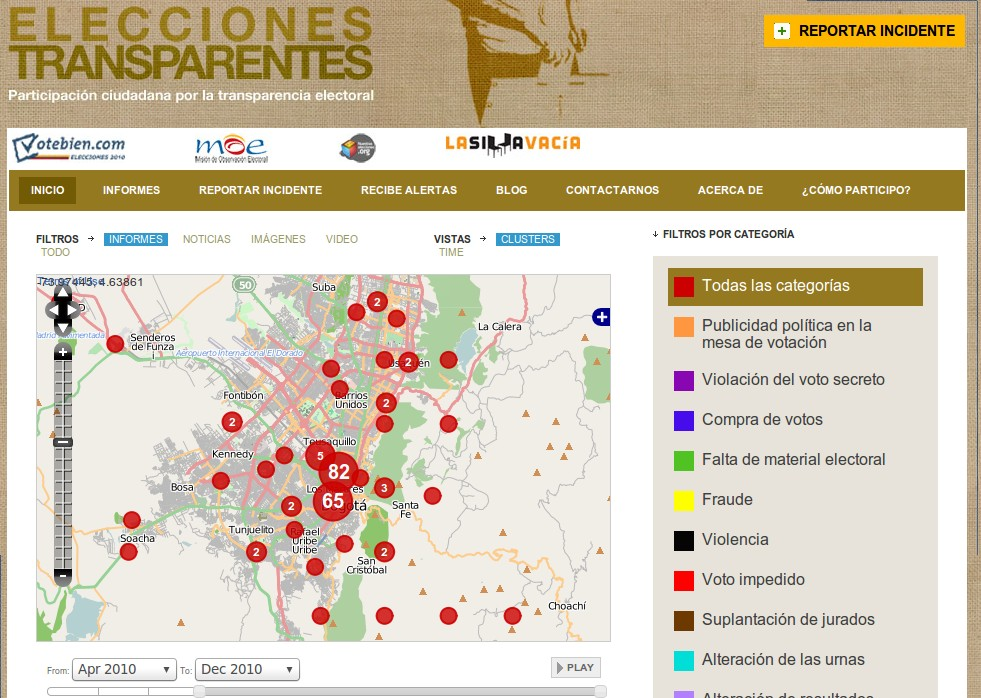 ELECCIONES
TRANSPARENTES
Participación ciudadana por la transparencia electoral
REPORTAR INCIDENTE
Votebien.com
ELECCIONES 2010
moe
Misión de Observación Electoral
LASILLAVACÍA
INICIO INFORMES REPORTAR INCIDENTE RECIBE ALERTAS BLOG CONTACTARNOS ACERCA DE ¿CÓMO PARTICIPO?
FILTROS → INFORMES NOTICIAS IMÁGENES VIDEO
TODO
VISTAS → CLUSTERS
TIME
-73.97445, 4.63861
50
Suba
2
La Calera
Senderos
de Funza
I
Aeropuerto Internacional El Dorado
2
Usaquén
Fontibón
Barrios
Unidos
2
2
Teusaquillo
Kennedy
5
82
Bosa
3
65
Bogotá
Santa
Fe
2
Soacha
Tunjuelito
Rafael
Uribe
Uribe
2
2
San
Cristóbal
Choachí
From: Apr 2010 To: Dec 2010 PLAY
↓ FILTROS POR CATEGORÍA
Todas las categorías
Publicidad política en la
mesa de votación
Violación del voto secreto
Compra de votos
Falta de material electoral
Fraude
Violencia
Voto impedido
Suplantación de jurados
Alteración de las urnas
Alteración de resultados